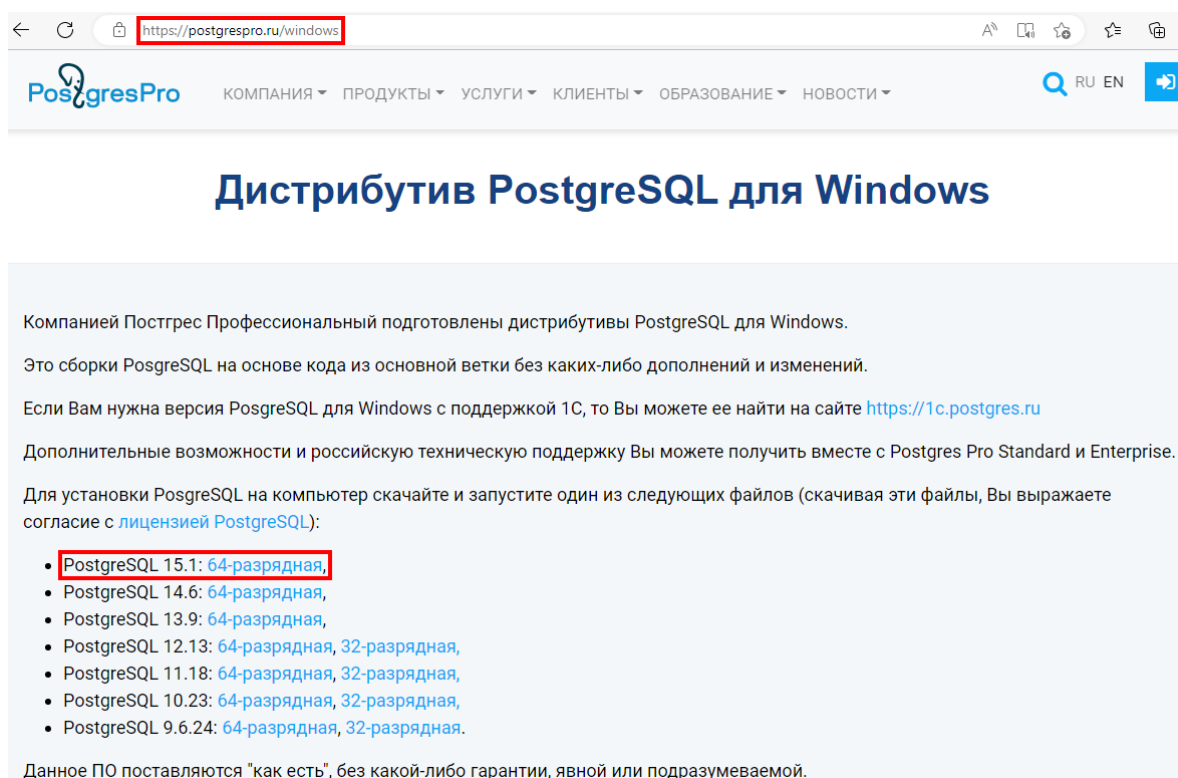 https://postgrespro.ru/windows
PostgresPro
КОМПАНИЯ ПРОДУКТЫ УСЛУГИ КЛИЕНТЫ ОБРАЗОВАНИЕ НОВОСТИ RU EN
Дистрибутив PostgreSQL для Windows
Компанией Постгрес Профессиональный подготовлены дистрибутивы PostgreSQL для Windows.
Это сборки PosgreSQL на основе кода из основной ветки без каких-либо дополнений и изменений.
Если Вам нужна версия PosgreSQL для Windows с поддержкой 1С, то Вы можете ее найти на сайте https://1c.postgres.ru
Дополнительные возможности и российскую техническую поддержку Вы можете получить вместе с Postgres Pro Standard и Enterprise.
Для установки PosgreSQL на компьютер скачайте и запустите один из следующих файлов (скачивая эти файлы, Вы выражаете
согласие с лицензией PostgreSQL):
• PostgreSQL 15.1: 64-разрядная,
• PostgreSQL 14.6: 64-разрядная,
• PostgreSQL 13.9: 64-разрядная,
• PostgreSQL 12.13: 64-разрядная, 32-разрядная,
• PostgreSQL 11.18: 64-разрядная, 32-разрядная,
• PostgreSQL 10.23: 64-разрядная, 32-разрядная,
• PostgreSQL 9.6.24: 64-разрядная, 32-разрядная.
Данное ПО поставляются "как есть", без какой-либо гарантии, явной или подразумеваемой.